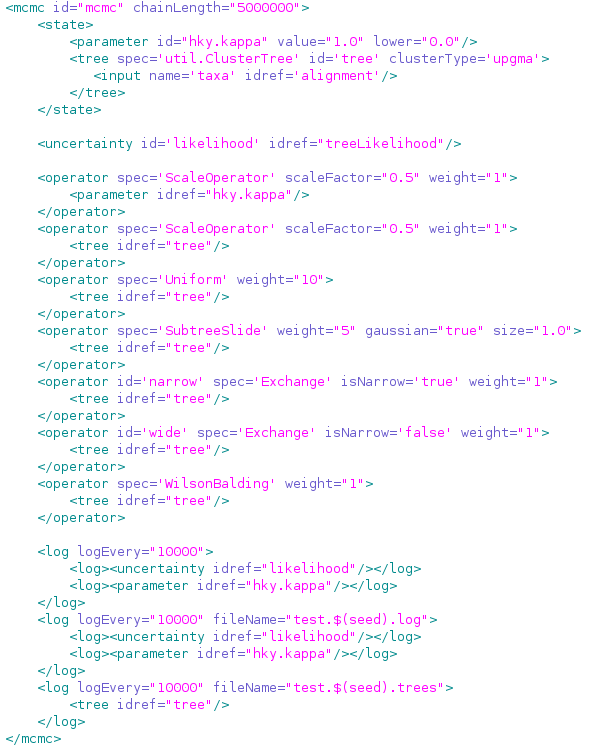 <mcmc id="mcmc" chainLength="5000000">
    <state>
        <parameter id="hky.kappa" value="1.0" lower="0.0"/>
        <tree spec='util.ClusterTree' id='tree' clusterType='upgma'>
           <input name='taxa' idref='alignment'/>
        </tree>
    </state>

    <uncertainty id='likelihood' idref="treeLikelihood"/>

    <operator spec='ScaleOperator' scaleFactor="0.5" weight="1">
        <parameter idref="hky.kappa"/>
    </operator>
    <operator spec='ScaleOperator' scaleFactor="0.5" weight="1">
        <tree idref="tree"/>
    </operator>
    <operator spec='Uniform' weight="10">
        <tree idref="tree"/>
    </operator>
    <operator spec='SubtreeSlide' weight="5" gaussian="true" size="1.0">
        <tree idref="tree"/>
    </operator>
    <operator id='narrow' spec='Exchange' isNarrow='true' weight="1">
        <tree idref="tree"/>
    </operator>
    <operator id='wide' spec='Exchange' isNarrow='false' weight="1">
        <tree idref="tree"/>
    </operator>
    <operator spec='WilsonBalding' weight="1">
        <tree idref="tree"/>
    </operator>

    <log logEvery="10000">
        <log><uncertainty idref="likelihood"/></log>
        <log><parameter idref="hky.kappa"/></log>
    </log>
    <log logEvery="10000" fileName="test.$(seed).log">
        <log><uncertainty idref="likelihood"/></log>
        <log><parameter idref="hky.kappa"/></log>
    </log>
    <log logEvery="10000" fileName="test.$(seed).trees">
        <tree idref="tree"/>
    </log>
</mcmc>